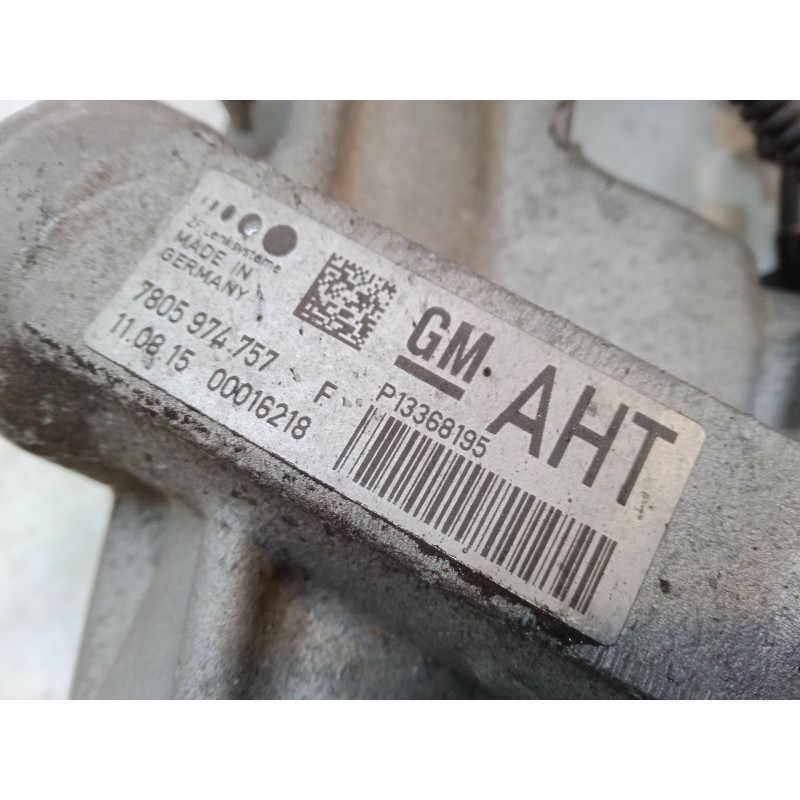 ZF Lenksysteme
MADE IN
GERMANY
7805 974 757 F
11.08.15 00016218
GM AHT
P13368195